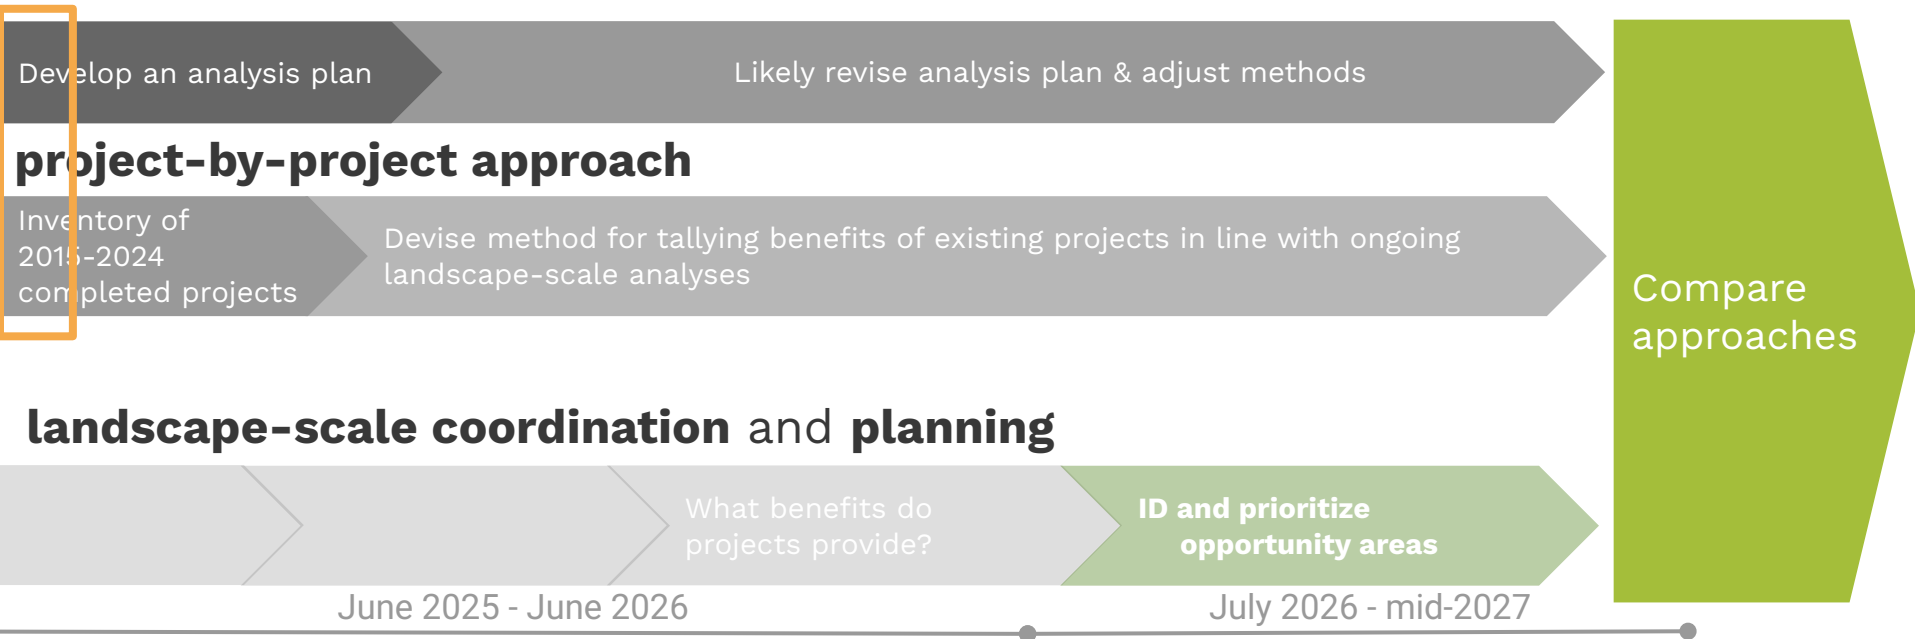 Develop an analysis plan
Likely revise analysis plan & adjust methods
project-by-project approach
Inventory of
2015-2024
completed projects
Devise method for tallying benefits of existing projects in line with ongoing
landscape-scale analyses
Compare
approaches
landscape-scale coordination and planning
What benefits do
projects provide?
ID and prioritize
opportunity areas
June 2025 - June 2026
July 2026 - mid-2027